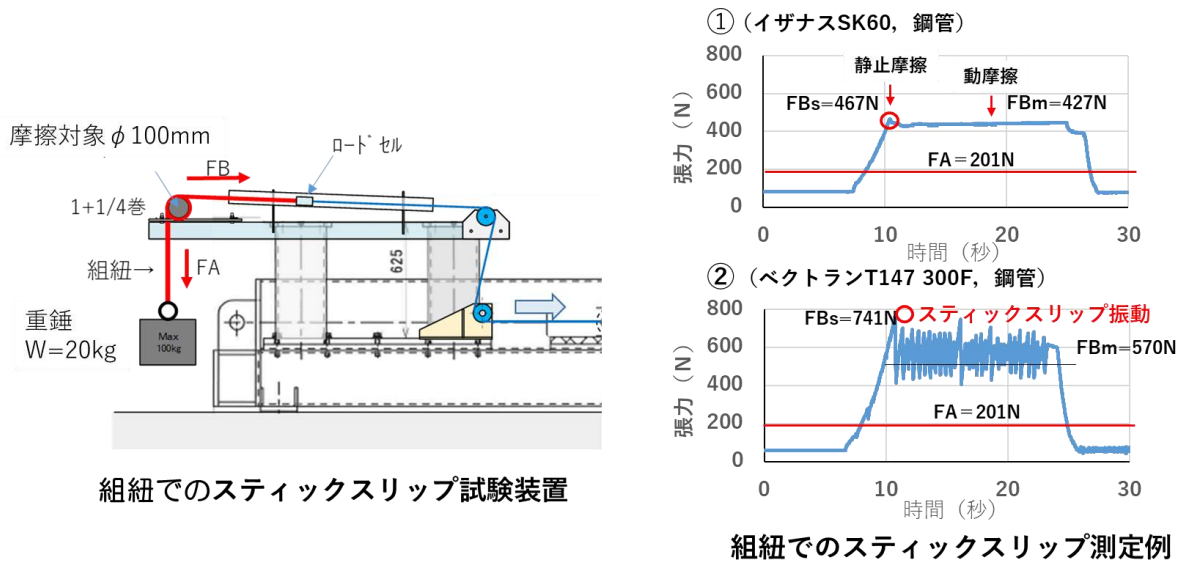 摩擦対象φ100mm
ロードセル
FB
1+1/4巻
組紐→
FA
625
重錘
W=20kg
Max
100kg
組紐でのスティックスリップ試験装置
①（イザナスSK60，鋼管）
張力（N）
800
600
400
200
0
静止摩擦
動摩擦
FBs=467N
FBm=427N
FA=201N
0
10
20
30
時間（秒）
②（ベクトランT147 300F，鋼管）
張力（N）
800
600
400
200
0
FBs=741N
スティックスリップ振動
FBm=570N
FA=201N
0
10
20
30
時間（秒）
組紐でのスティックスリップ測定例